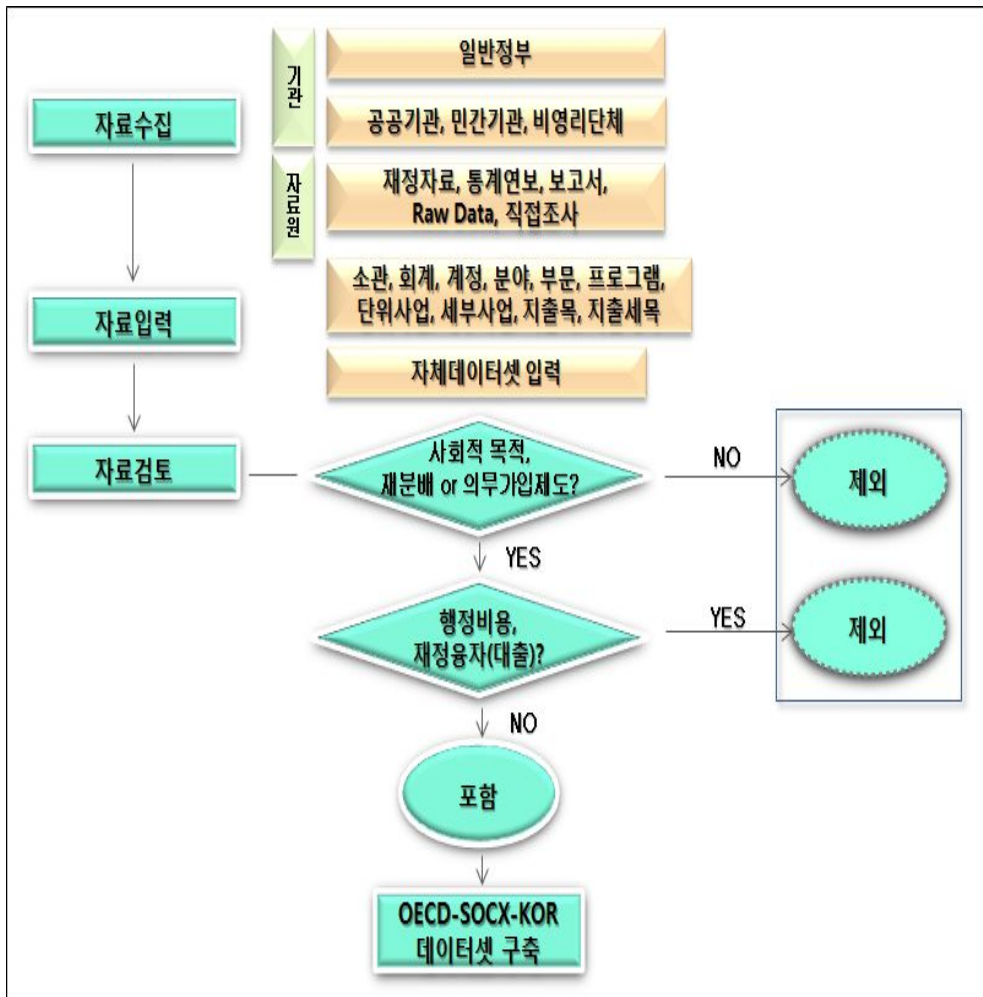 기관
일반정부
자료수집
공공기관, 민간기관, 비영리단체
자료원
재정자료, 통계연보, 보고서,
Raw Data, 직접조사
소관, 회계, 계정, 분야, 부문, 프로그램,
단위사업, 세부사업, 지출목, 지출세목
자료입력
자체데이터셋 입력
자료검토
사회적 목적,
재분배 or 의무가입제도?
NO
제외
YES
행정비용,
재정융자(대출)?
YES
제외
NO
포함
OECD-SOCX-KOR
데이터셋 구축